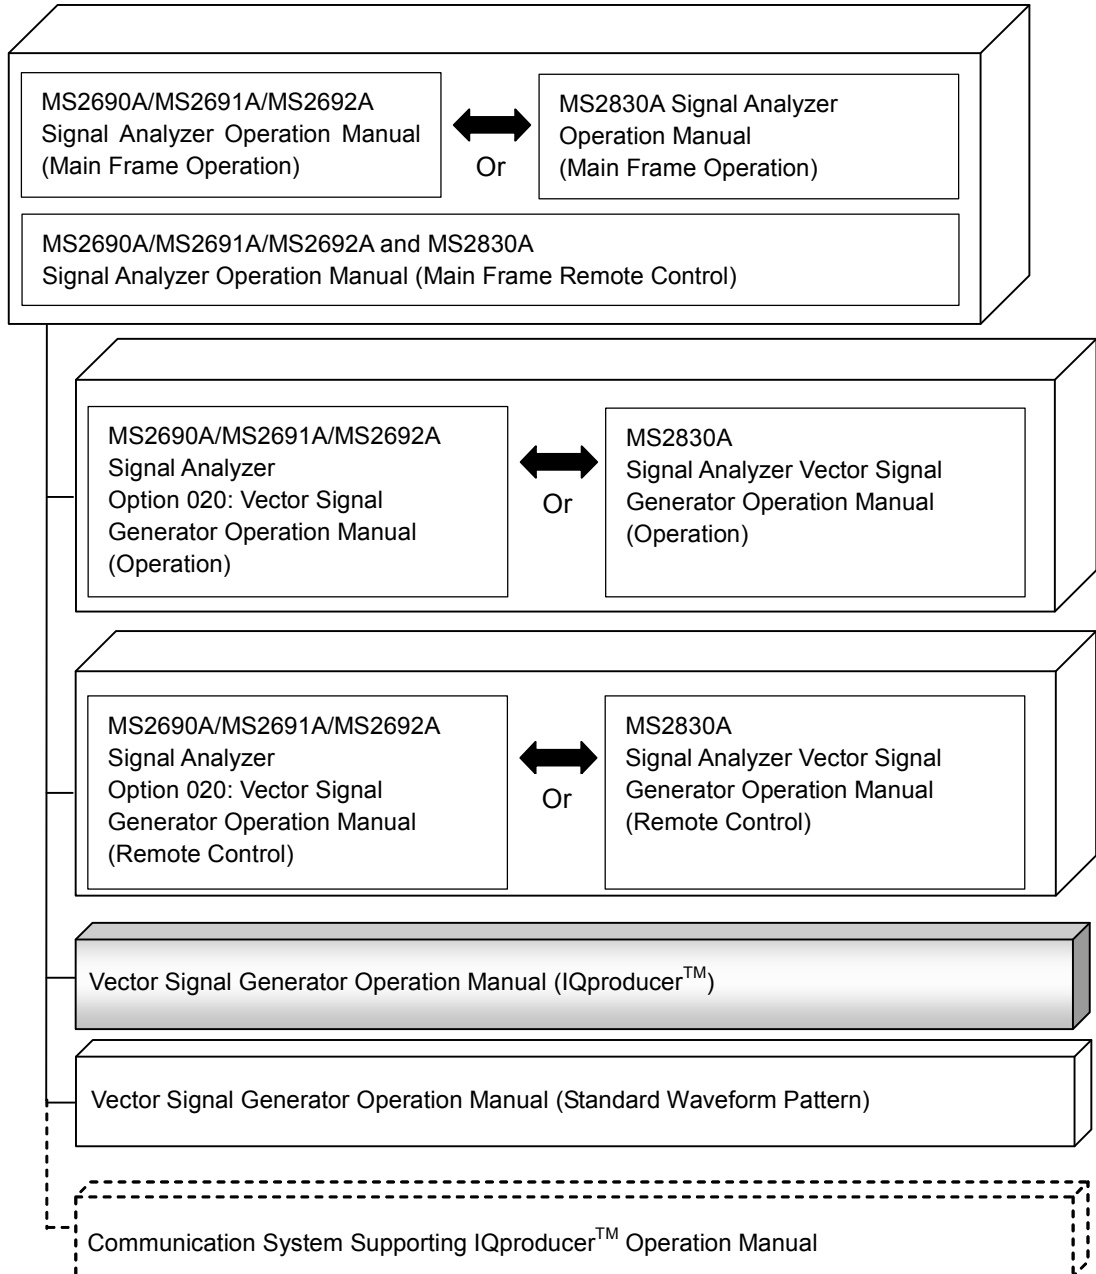 MS2690A/MS2691A/MS2692A
Signal Analyzer Operation Manual
(Main Frame Operation)
Or
MS2830A Signal Analyzer
Operation Manual
(Main Frame Operation)
MS2690A/MS2691A/MS2692A and MS2830A
Signal Analyzer Operation Manual (Main Frame Remote Control)
MS2690A/MS2691A/MS2692A
Signal Analyzer
Option 020: Vector Signal
Generator Operation Manual
(Operation)
Or
MS2830A
Signal Analyzer Vector Signal
Generator Operation Manual
(Operation)
MS2690A/MS2691A/MS2692A
Signal Analyzer
Option 020: Vector Signal
Generator Operation Manual
(Remote Control)
Or
MS2830A
Signal Analyzer Vector Signal
Generator Operation Manual
(Remote Control)
Vector Signal Generator Operation Manual (IQproducer™)
Vector Signal Generator Operation Manual (Standard Waveform Pattern)
Communication System Supporting IQproducer™ Operation Manual